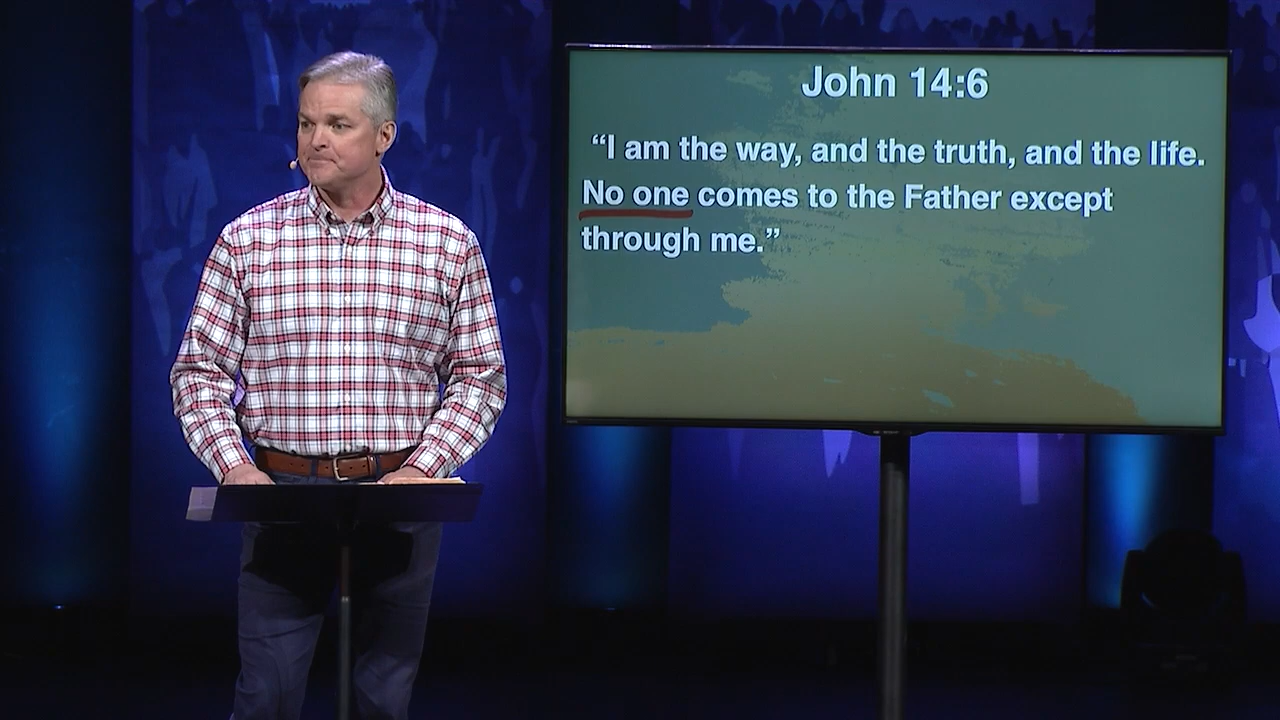 John 14:6
“I am the way, and the truth, and the life.
No one comes to the Father except
through me.”